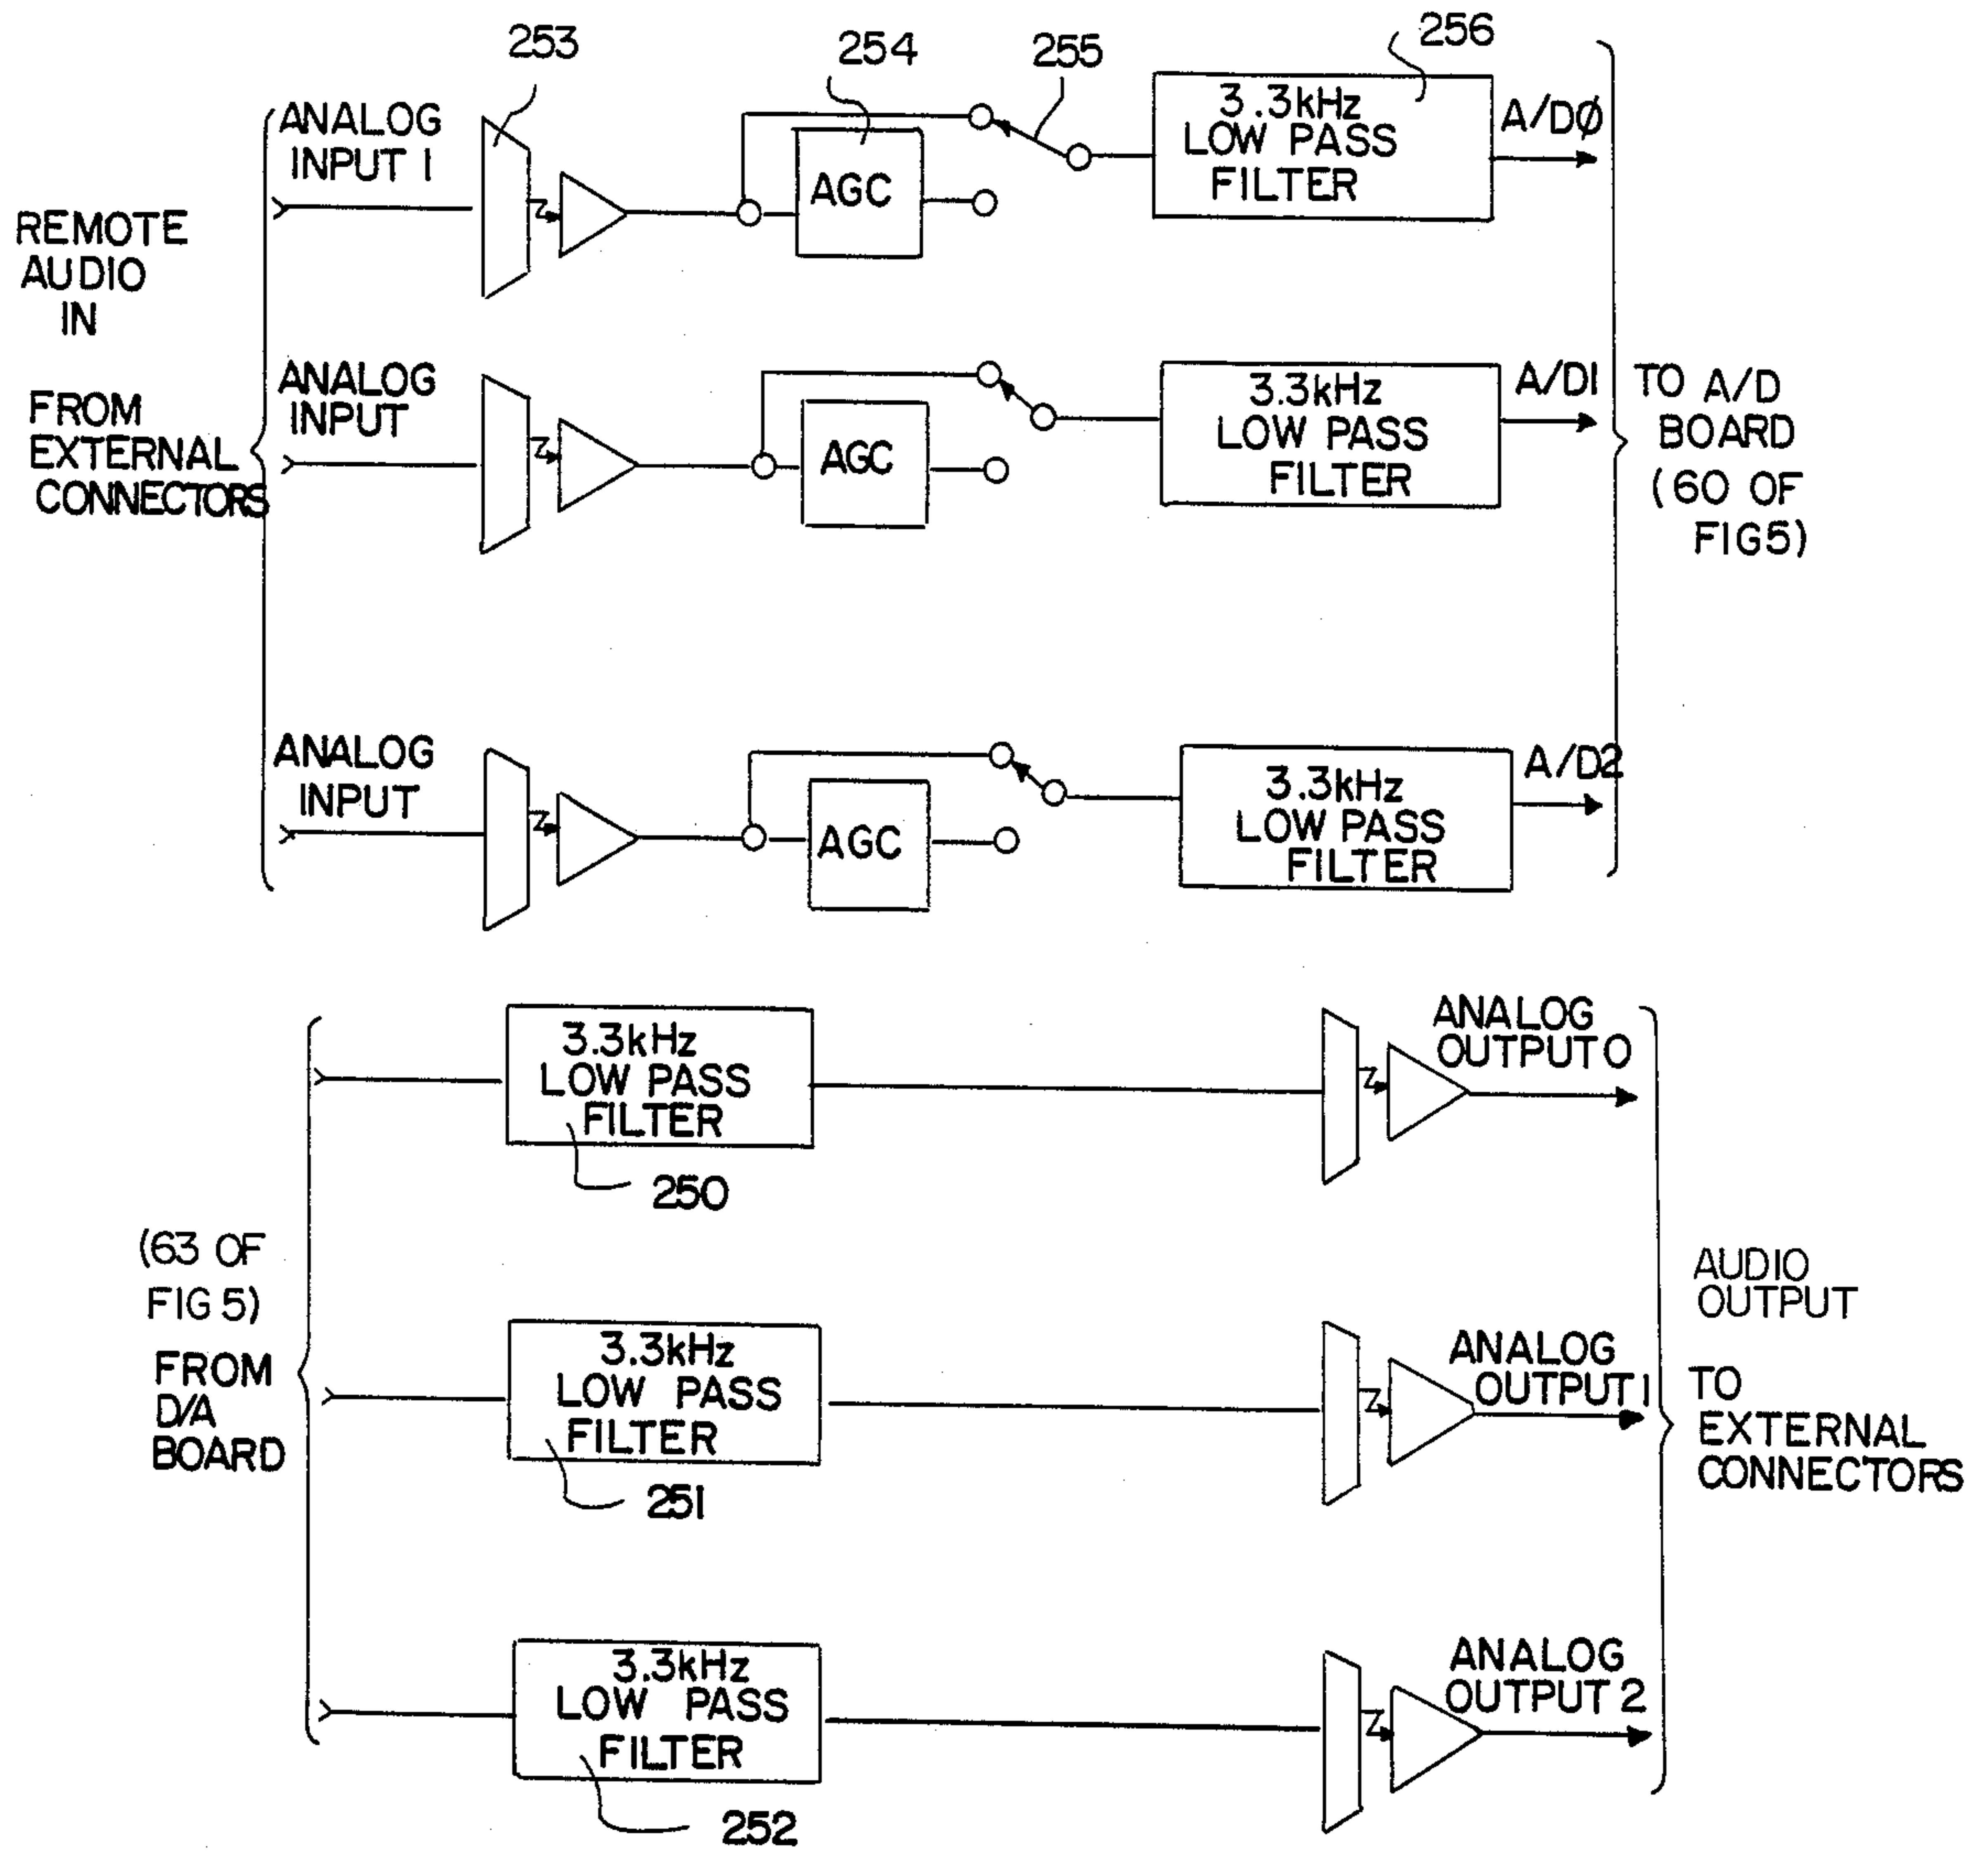 253
254
255
256
ANALOG
INPUT 1
REMOTE
AUDIO
IN
AGC
3.3kHz
LOW PASS
FILTER
A/DØ
ANALOG
INPUT
FROM
EXTERNAL
CONNECTORS
AGC
3.3kHz
LOW PASS
FILTER
A/D1
TO A/D
BOARD
(60 OF
FIG5)
ANALOG
INPUT
AGC
3.3kHz
LOW PASS
FILTER
A/D2
3.3kHz
LOW PASS
FILTER
250
ANALOG
OUTPUT 0
(63 OF
FIG 5)
FROM
D/A
BOARD
3.3kHz
LOW PASS
FILTER
251
ANALOG
OUTPUT 1
AUDIO
OUTPUT
TO
EXTERNAL
CONNECTORS
3.3kHz
LOW PASS
FILTER
252
ANALOG
OUTPUT 2